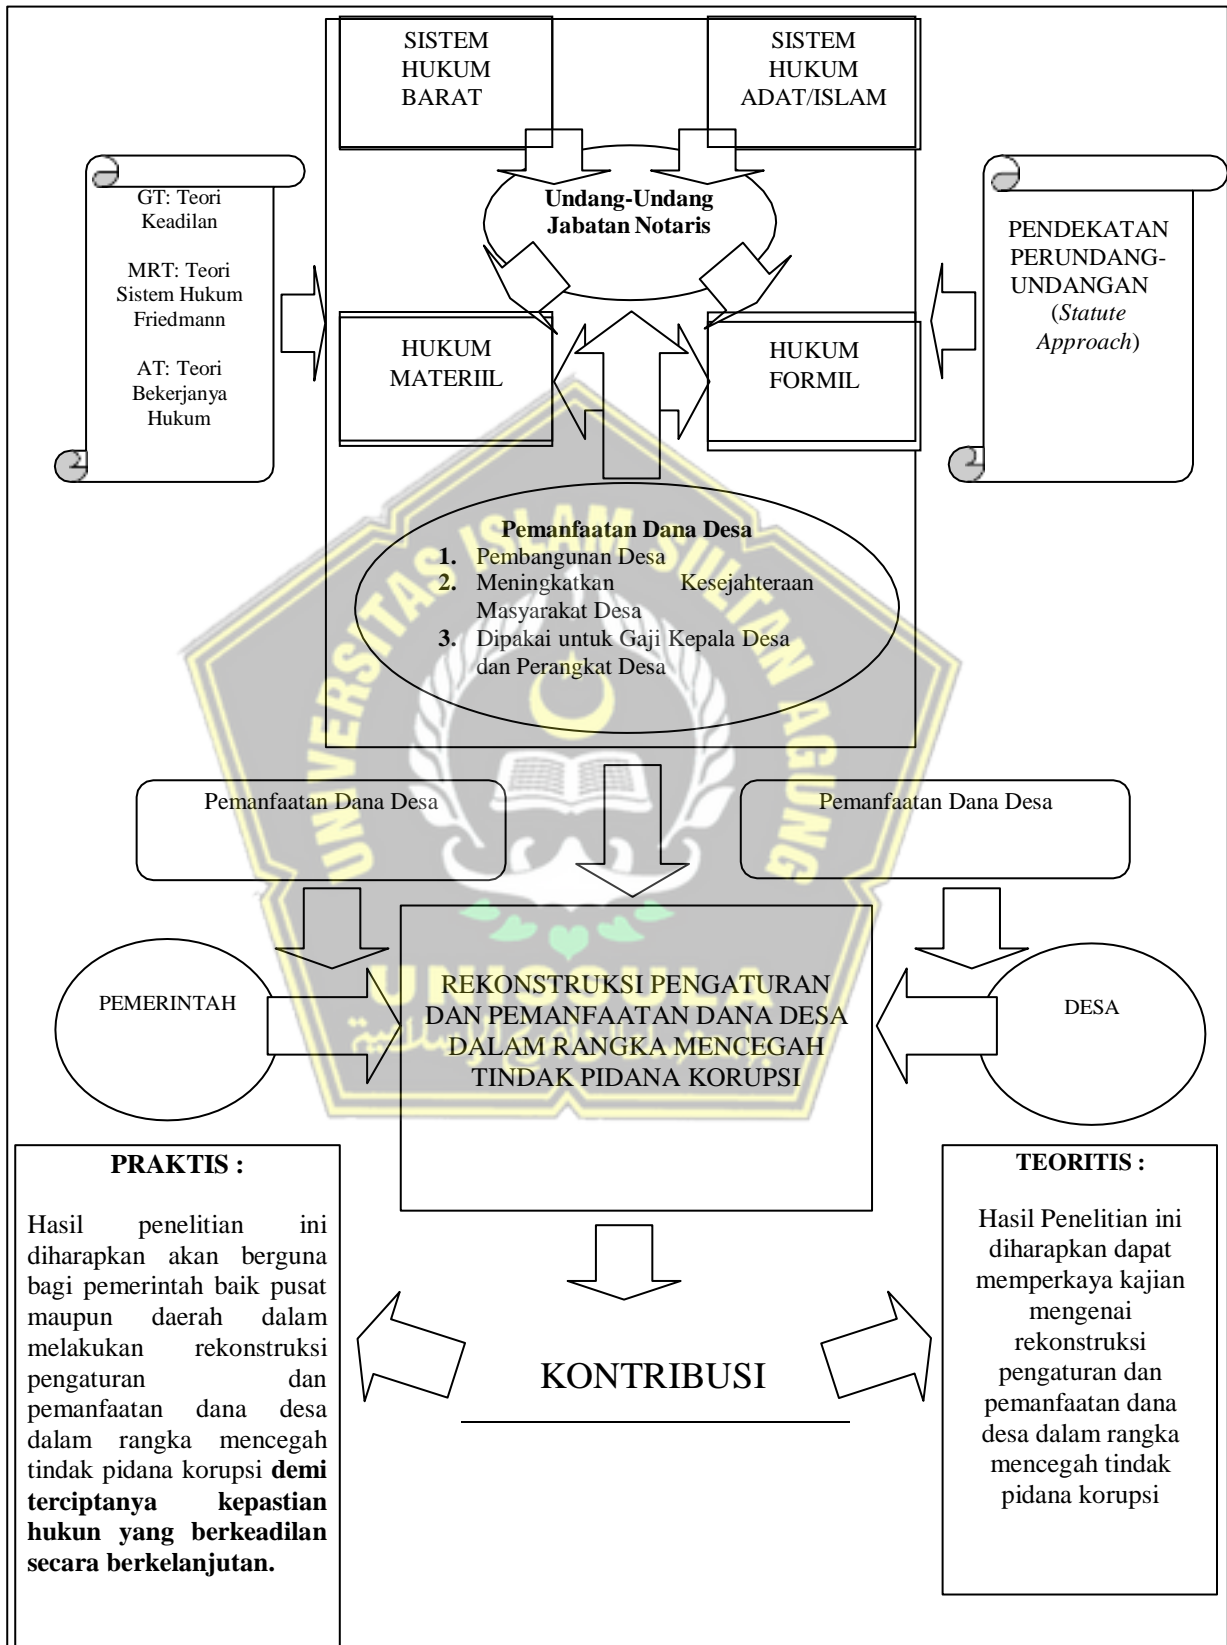 SISTEM
HUKUM
BARAT
SISTEM
HUKUM
ADAT/ISLAM
GT: Teori
Keadilan
MRT: Teori
Sistem Hukum
Friedmann
AT: Teori
Bekerjanya
Hukum
Undang-Undang
Jabatan Notaris
PENDEKATAN
PERUNDANG-
UNDANGAN
(Statute
Approach)
HUKUM
MATERIIL
HUKUM
FORMIL
Pemanfaatan Dana Desa
1. Pembangunan Desa
2. Meningkatkan Kesejahteraan
Masyarakat Desa
3. Dipakai untuk Gaji Kepala Desa
dan Perangkat Desa
UNIVERSITAS ISLAM SULTAN AGUNG
Pemanfaatan Dana Desa
Pemanfaatan Dana Desa
PEMERINTAH
REKONSTRUKSI PENGATURAN
DAN PEMANFAATAN DANA DESA
DALAM RANGKA MENCEGAH
TINDAK PIDANA KORUPSI
DESA
UNISSULA
PRAKTIS :
Hasil penelitian ini
diharapkan akan berguna
bagi pemerintah baik pusat
maupun daerah dalam
melakukan rekonstruksi
pengaturan dan
pemanfaatan dana desa
dalam rangka mencegah
tindak pidana korupsi demi
terciptanya kepastian
hukun yang berkeadilan
secara berkelanjutan.
KONTRIBUSI
TEORITIS :
Hasil Penelitian ini
diharapkan dapat
memperkaya kajian
mengenai
rekonstruksi
pengaturan dan
pemanfaatan dana
desa dalam rangka
mencegah tindak
pidana korupsi